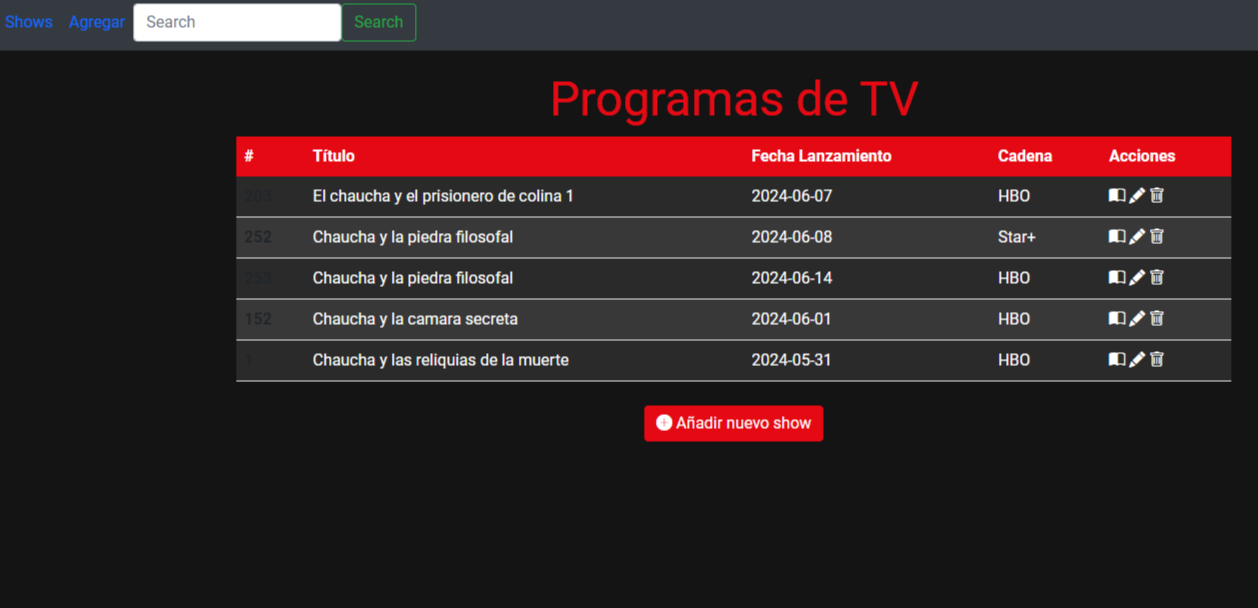 Shows Agregar Search Search
Programas de TV
# Título Fecha Lanzamiento Cadena Acciones
203 El chaucha y el prisionero de colina 1 2024-06-07 HBO
252 Chaucha y la piedra filosofal 2024-06-08 Star+
253 Chaucha y la piedra filosofal 2024-06-14 HBO
152 Chaucha y la camara secreta 2024-06-01 HBO
1 Chaucha y las reliquias de la muerte 2024-05-31 HBO
Añadir nuevo show